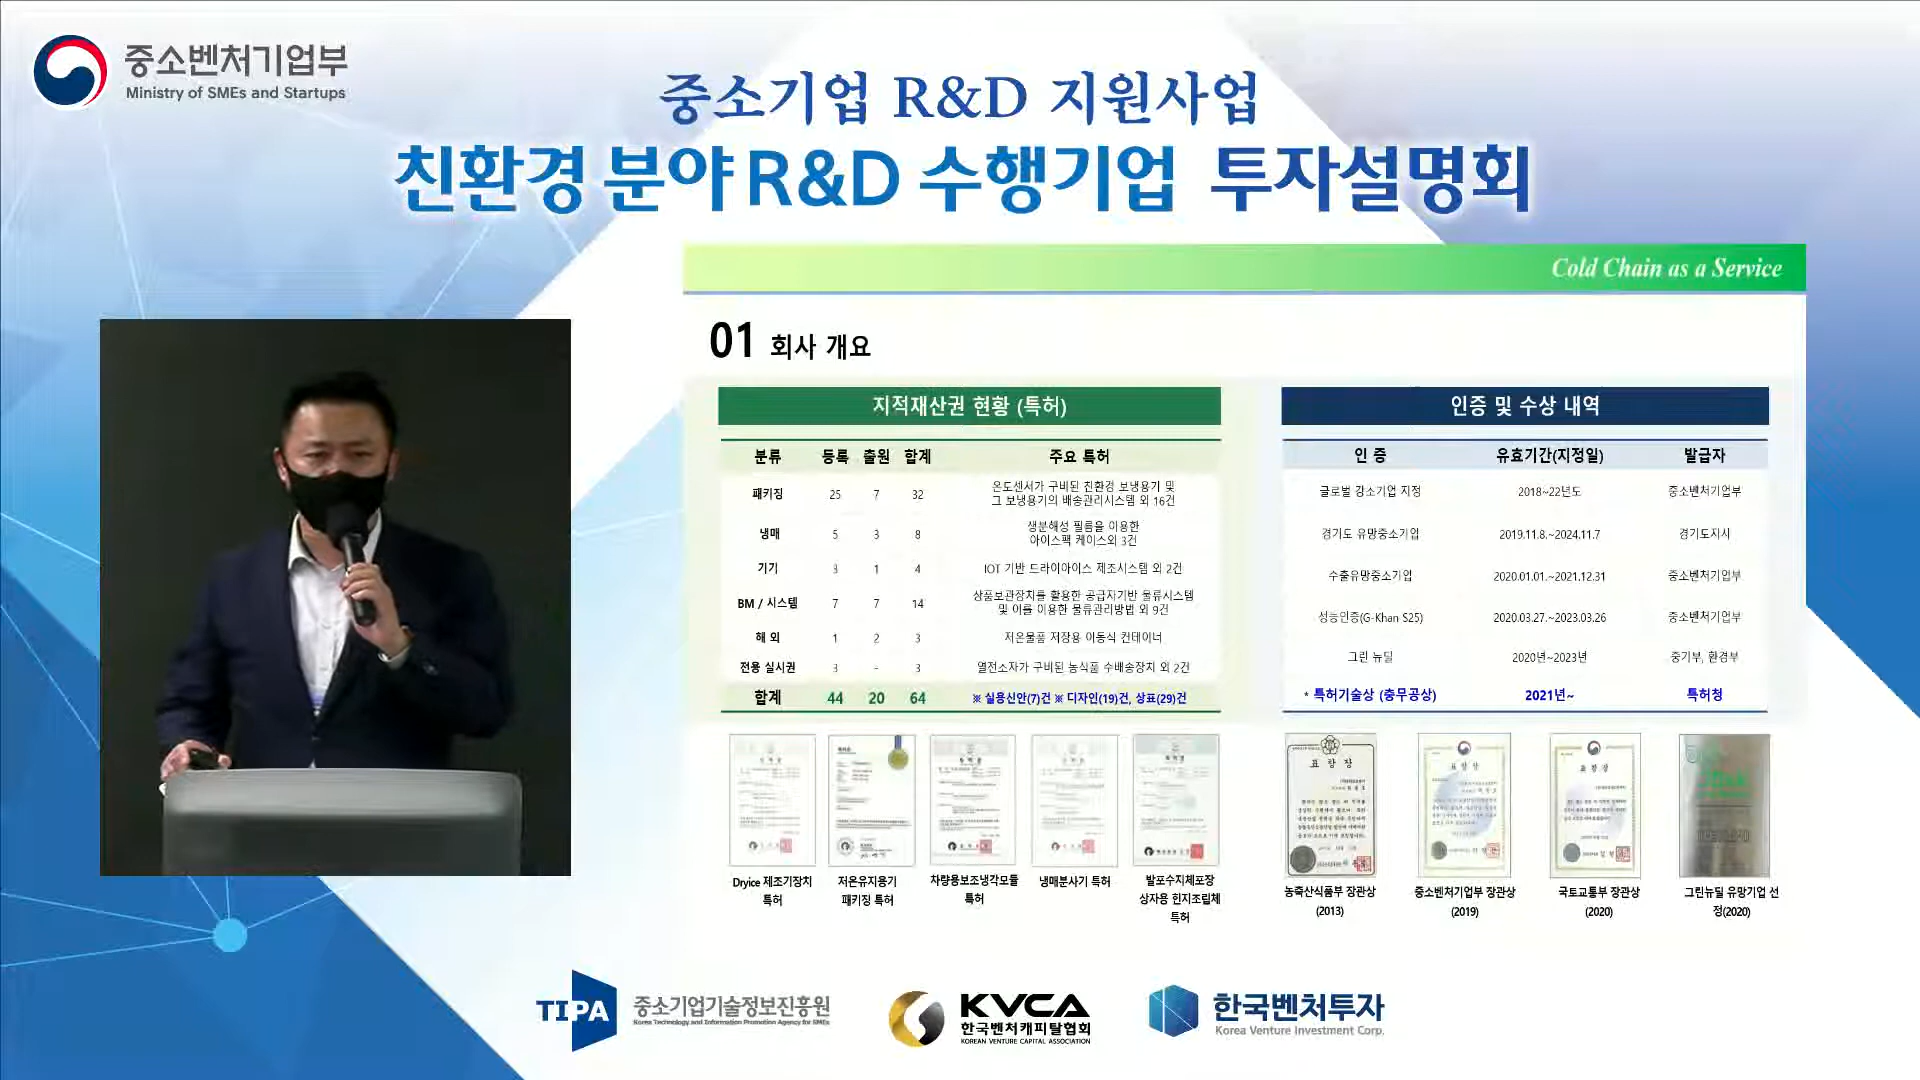 중소벤처기업부
Ministry of SMEs and Startups
중소기업 R&D 지원사업
친환경 분야 R&D 수행기업 투자설명회
Cold Chain as a Service
01 회사 개요
지적재산권 현황 (특허)
분류 등록 출원 합계 주요 특허
패키징 25 7 32 온도센서가 구비된 친환경 보냉용기 및
그 보냉용기의 배송관리시스템 외 16건
냉매 5 3 8 생분해성 필름을 이용한
아이스팩 케이스외 3건
기기 3 1 4 IOT 기반 드라이아이스 제조시스템 외 2건
BM / 시스템 7 7 14 상품보관장치를 활용한 공급자기반 물류시스템
및 이를 이용한 물류관리방법 외 9건
해 외 1 2 3 저온물품 저장용 이동식 컨테이너
전용 실시권 3 - 3 열전소자가 구비된 농식품 수배송장치 외 2건
합계 44 20 64 ※ 실용신안(7)건 ※ 디자인(19)건, 상표(29)건
Dryice 제조기장치
특허
저온유지용기
패키징 특허
차량용보조냉각모듈
특허
냉매분사기 특허
발포수지체포장
상자용 힌지조립체
특허
인증 및 수상 내역
인 증 유효기간(지정일) 발급자
글로벌 강소기업 지정 2018~22년도 중소벤처기업부
경기도 유망중소기업 2019.11.8.~2024.11.7 경기도지사
수출유망중소기업 2020.01.01.~2021.12.31 중소벤처기업부
성능인증(G-Khan S25) 2020.03.27.~2023.03.26 중소벤처기업부
그린 뉴딜 2020년~2023년 중기부, 환경부
* 특허기술상 (충무공상) 2021년~ 특허청
표 창 장
표 창 장
표 창 장
농축산식품부 장관상
(2013)
중소벤처기업부 장관상
(2019)
국토교통부 장관상
(2020)
그린뉴딜 유망기업 선
정(2020)
TIPA 중소기업기술정보진흥원
Korea Technology and Information Promotion Agency for SMEs
KVCA
한국벤처캐피탈협회
KOREAN VENTURE CAPITAL ASSOCIATION
한국벤처투자
Korea Venture Investment Corp.